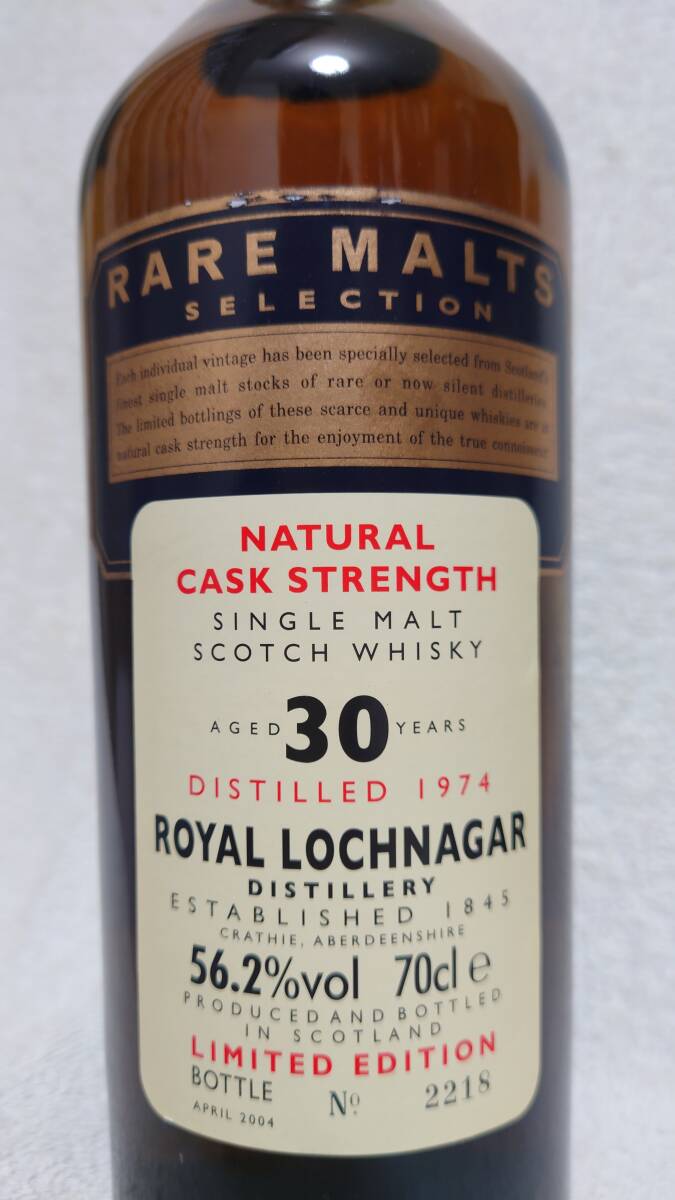 RARE MALTS
SELECTION
Each individual vintage has been specially selected from Scotland's
finest single malt stocks of rare or now silent distilleries
The limited bottlings of these scarce and unique whiskies are at
natural cask strength for the enjoyment of the true connoisseur
NATURAL
CASK STRENGTH
SINGLE MALT
SCOTCH WHISKY
AGED 30 YEARS
DISTILLED 1974
ROYAL LOCHNAGAR
DISTILLERY
ESTABLISHED 1845
CRATHIE, ABERDEENSHIRE
56.2%vol 70cl e
PRODUCED AND BOTTLED
IN SCOTLAND
LIMITED EDITION
BOTTLE Nº 2218
APRIL 2004